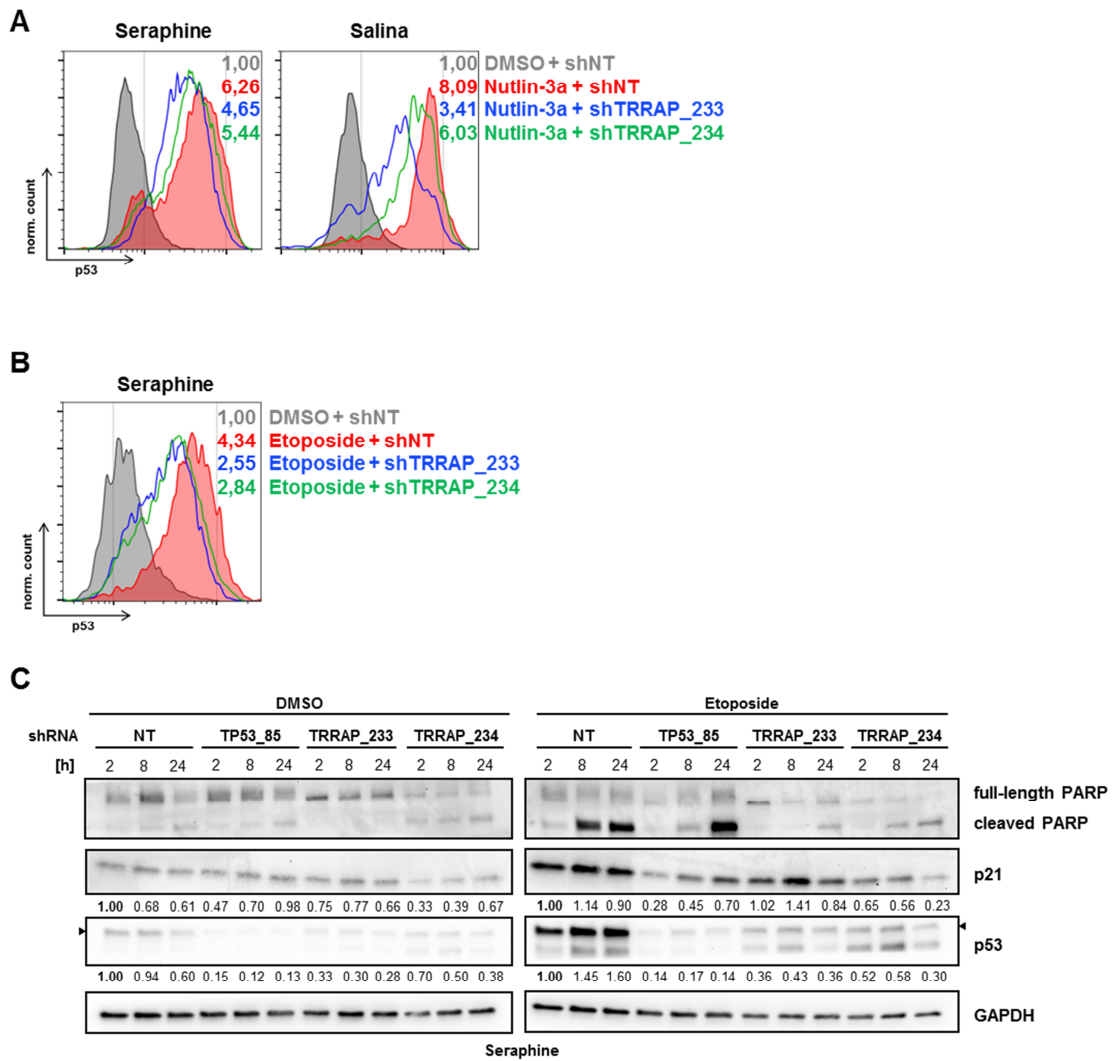 A
Seraphine
Salina
1,00
6,26
4,65
5,44
1,00 DMSO + shNT
8,09 Nutlin-3a + shNT
3,41 Nutlin-3a + shTRRAP_233
6,03 Nutlin-3a + shTRRAP_234
norm. count
p53
B
Seraphine
1,00 DMSO + shNT
4,34 Etoposide + shNT
2,55 Etoposide + shTRRAP_233
2,84 Etoposide + shTRRAP_234
norm. count
p53
C
DMSO Etoposide
shRNA NT TP53_85 TRRAP_233 TRRAP_234 NT TP53_85 TRRAP_233 TRRAP_234
[h] 2 8 24 2 8 24 2 8 24 2 8 24 2 8 24 2 8 24 2 8 24 2 8 24
full-length PARP
cleaved PARP
p21
1.00 0.68 0.61 0.47 0.70 0.98 0.75 0.77 0.66 0.33 0.39 0.67 1.00 1.14 0.90 0.28 0.45 0.70 1.02 1.41 0.84 0.65 0.56 0.23
p53
1.00 0.94 0.60 0.15 0.12 0.13 0.33 0.30 0.28 0.70 0.50 0.38 1.00 1.45 1.60 0.14 0.17 0.14 0.36 0.43 0.36 0.52 0.58 0.30
GAPDH
Seraphine